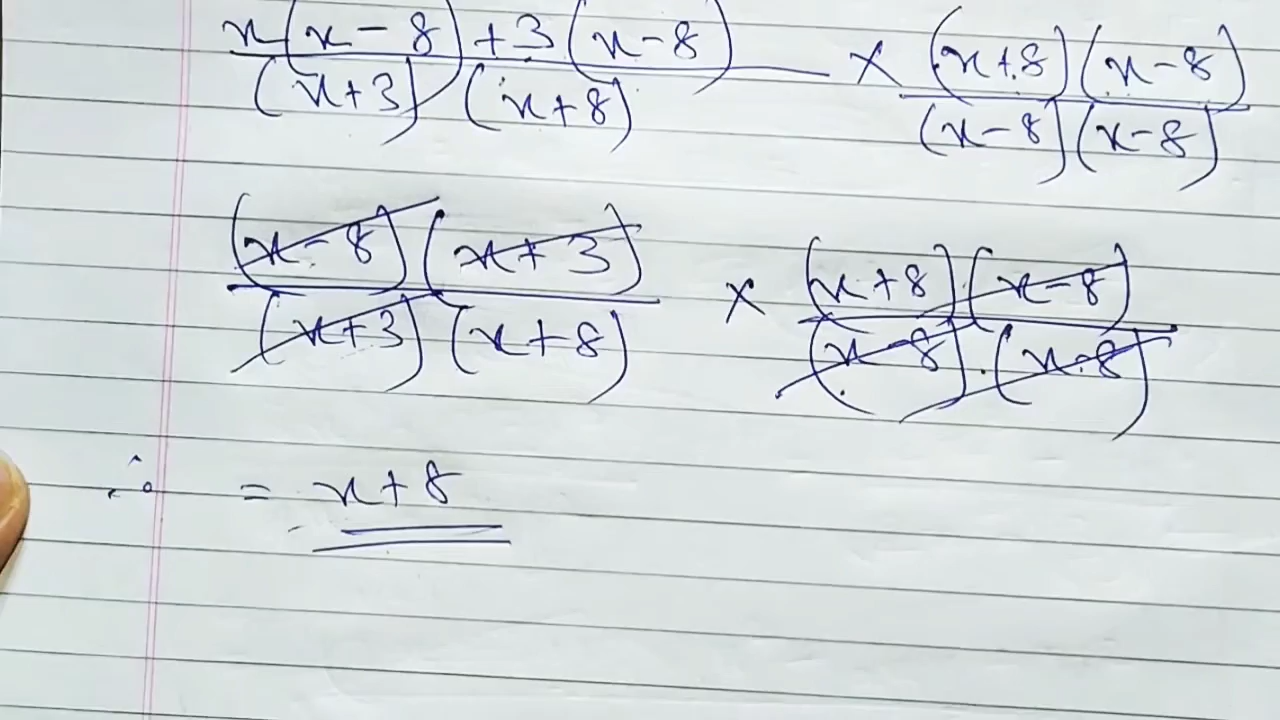 x(x-8)+3(x-8) / (x+3)(x+8) × (x+8)(x-8) / (x-8)(x-8)
(x-8)(x+3) / (x+3)(x+8) × (x+8)(x-8) / (x-8).(x-8)
∴ = x+8